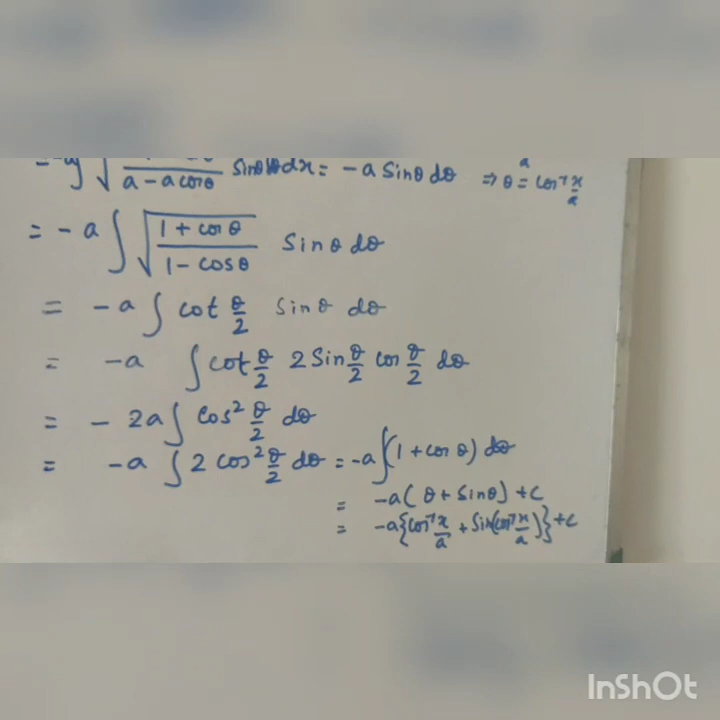 a - a cosθ sinθ dx = - a sinθ dθ ⇒ θ = cos⁻¹ x/a
= - a ∫ √((1 + cosθ)/(1 - cosθ)) sinθ dθ
= - a ∫ cot θ/2 sinθ dθ
= - a ∫ cot θ/2 2 sin θ/2 cos θ/2 dθ
= - 2a ∫ cos² θ/2 dθ
= - a ∫ 2 cos² θ/2 dθ = - a ∫ (1 + cosθ) dθ
= - a (θ + sinθ) + c
= - a {cos⁻¹ x/a + sin(cos⁻¹ x/a)} + c
InShOt